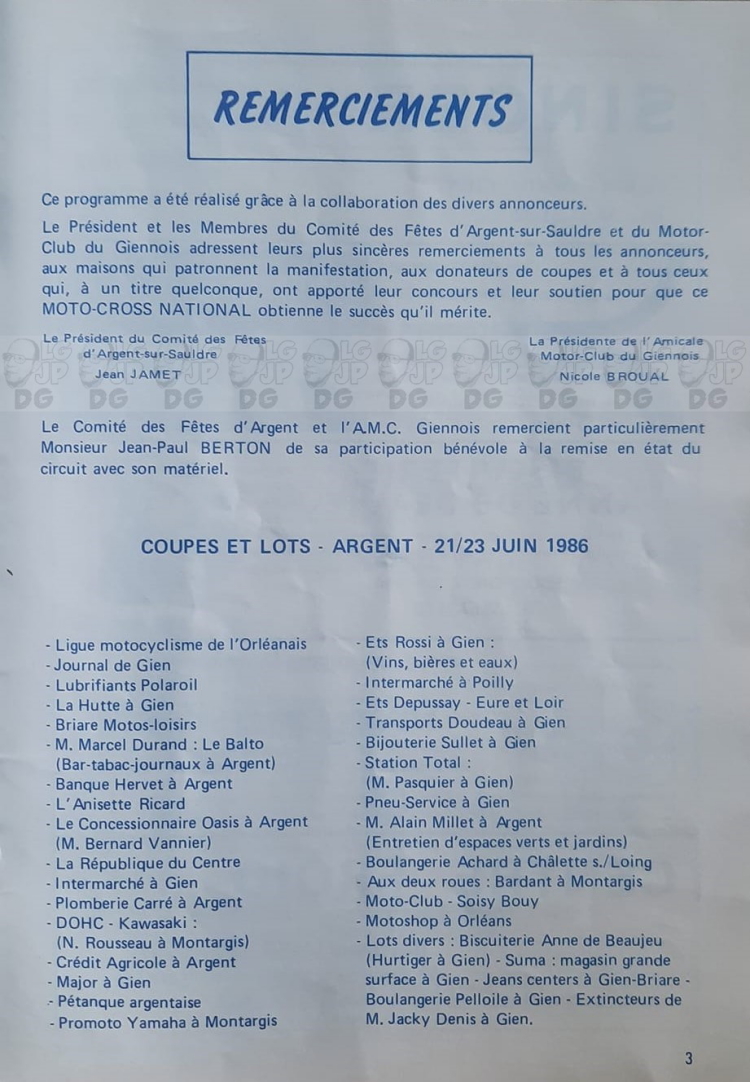 REMERCIEMENTS
Ce programme a été réalisé grâce à la collaboration des divers annonceurs.
Le Président et les Membres du Comité des Fêtes d'Argent-sur-Sauldre et du Motor-
Club du Giennois adressent leurs plus sincères remerciements à tous les annonceurs,
aux maisons qui patronnent la manifestation, aux donateurs de coupes et à tous ceux
qui, à un titre quelconque, ont apporté leur concours et leur soutien pour que ce
MOTO-CROSS NATIONAL obtienne le succès qu'il mérite.
Le Président du Comité des Fêtes
d'Argent-sur-Sauldre
Jean JAMET
La Présidente de l'Amicale
Motor-Club du Giennois
Nicole BROUAL
LG JP DG
Le Comité des Fêtes d'Argent et l'A.M.C. Giennois remercient particulièrement
Monsieur Jean-Paul BERTON de sa participation bénévole à la remise en état du
circuit avec son matériel.
COUPES ET LOTS - ARGENT - 21/23 JUIN 1986
- Ligue motocyclisme de l'Orléanais
- Journal de Gien
- Lubrifiants Polaroil
- La Hutte à Gien
- Briare Motos-loisirs
- M. Marcel Durand : Le Balto
(Bar-tabac-journaux à Argent)
- Banque Hervet à Argent
- L'Anisette Ricard
- Le Concessionnaire Oasis à Argent
(M. Bernard Vannier)
- La République du Centre
- Intermarché à Gien
- Plomberie Carré à Argent
- DOHC - Kawasaki :
(N. Rousseau à Montargis)
- Crédit Agricole à Argent
- Major à Gien
- Pétanque argentaise
- Promoto Yamaha à Montargis
- Ets Rossi à Gien :
(Vins, bières et eaux)
- Intermarché à Poilly
- Ets Depussay - Eure et Loir
- Transports Doudeau à Gien
- Bijouterie Sullet à Gien
- Station Total :
(M. Pasquier à Gien)
- Pneu-Service à Gien
- M. Alain Millet à Argent
(Entretien d'espaces verts et jardins)
- Boulangerie Achard à Châlette s./Loing
- Aux deux roues : Bardant à Montargis
- Moto-Club - Soisy Bouy
- Motoshop à Orléans
- Lots divers : Biscuiterie Anne de Beaujeu
(Hurtiger à Gien) - Suma : magasin grande
surface à Gien - Jeans centers à Gien-Briare -
Boulangerie Pelloile à Gien - Extincteurs de
M. Jacky Denis à Gien.
3